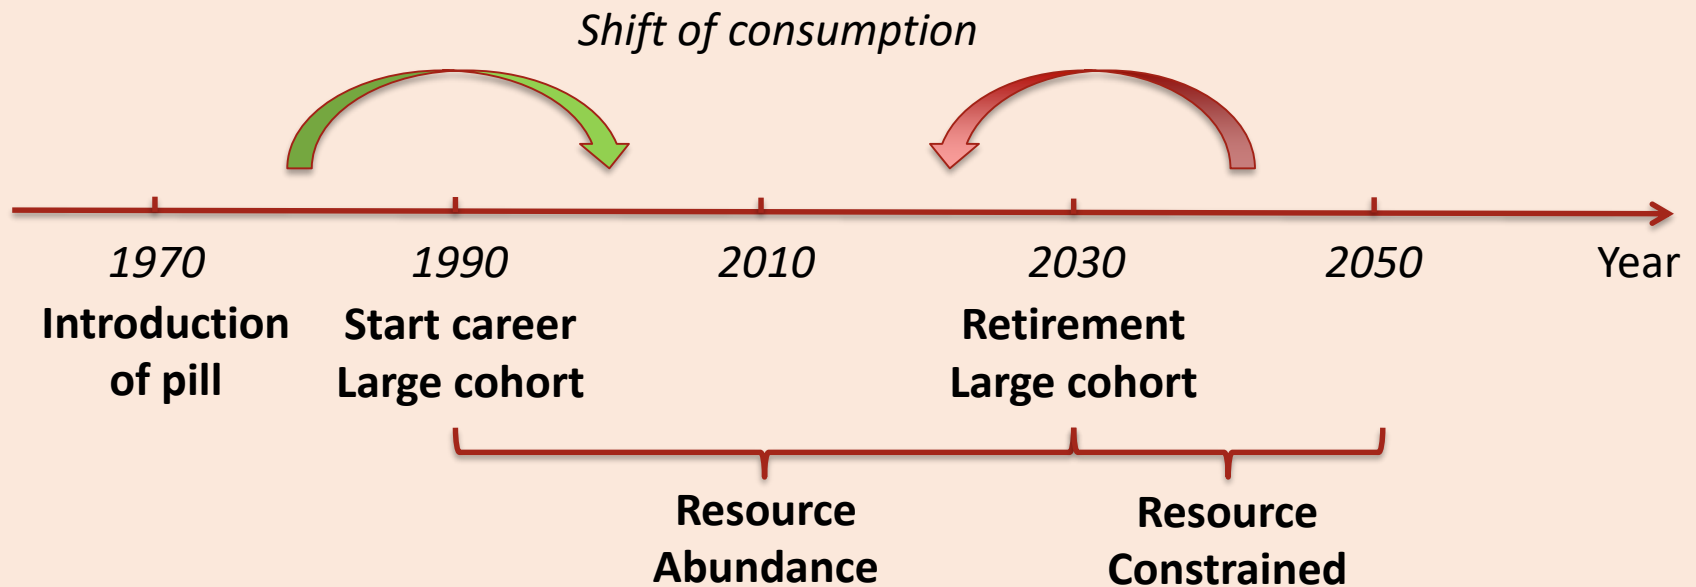 Shift of consumption
1970 1990 2010 2030 2050 Year
Introduction of pill
Start career
Large cohort
Retirement
Large cohort
Resource
Abundance
Resource
Constrained